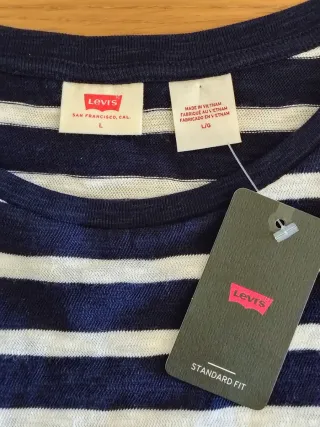 Levi's
SAN FRANCISCO, CAL.
L
MADE IN VIETNAM
FABRIQUÉ AU VIETNAM
FABRICADO EN VIETNAM
L/G
Levi's
STANDARD FIT